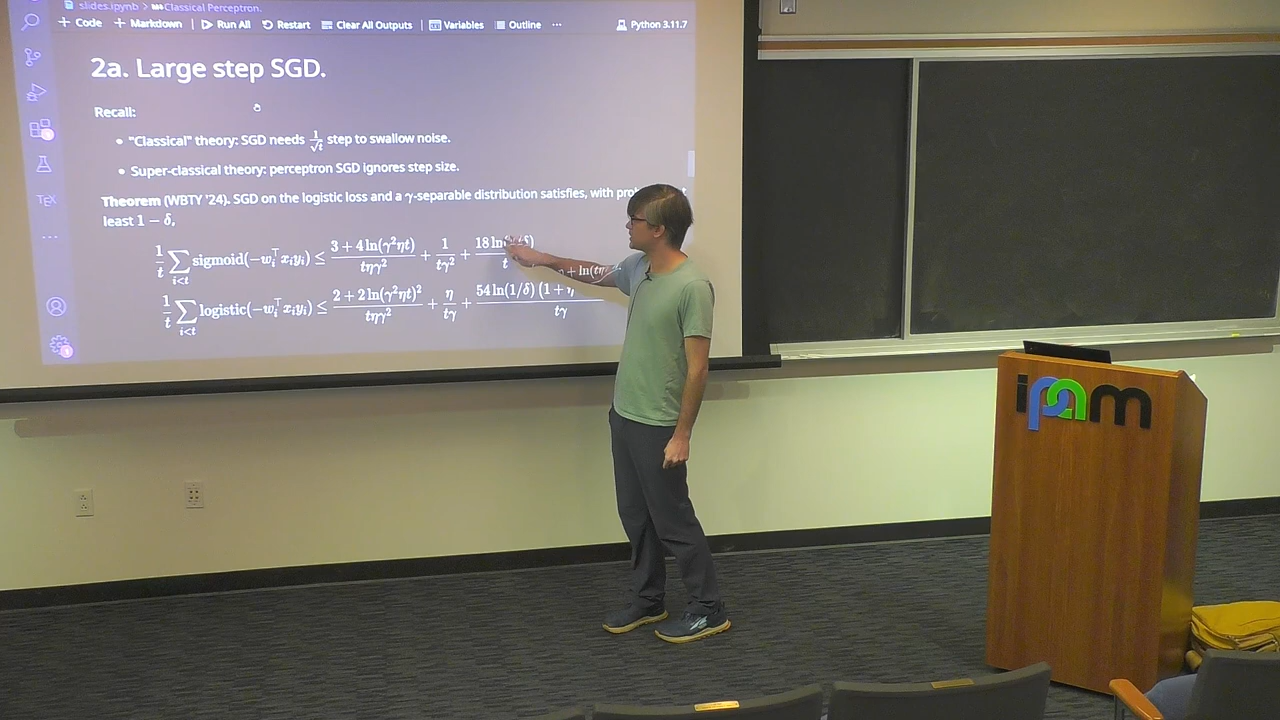 slides.ipynb > M↓Classical Perceptron.
+ Code + Markdown | Run All Restart Clear All Outputs | Variables Outline ... Python 3.11.7
2a. Large step SGD.
Recall:
• "Classical" theory: SGD needs 1/√t step to swallow noise.
• Super-classical theory: perceptron SGD ignores step size.
Theorem (WBTY '24). SGD on the logistic loss and a γ-separable distribution satisfies, with
least 1 − δ,
1/t ∑_{i<t} sigmoid(−w_i^⊤ x_i y_i) ≤ (3 + 4 ln(γ²ηt))/(tηγ²) + 1/(tγ²) + 18 ln(1/δ)/t
1/t ∑_{i<t} logistic(−w_i^⊤ x_i y_i) ≤ (2 + 2 ln(γ²ηt)²)/(tηγ²) + η/(tγ) + 54 ln(1/δ) (1 + η + ln(tη /tγ
TEX
ipam